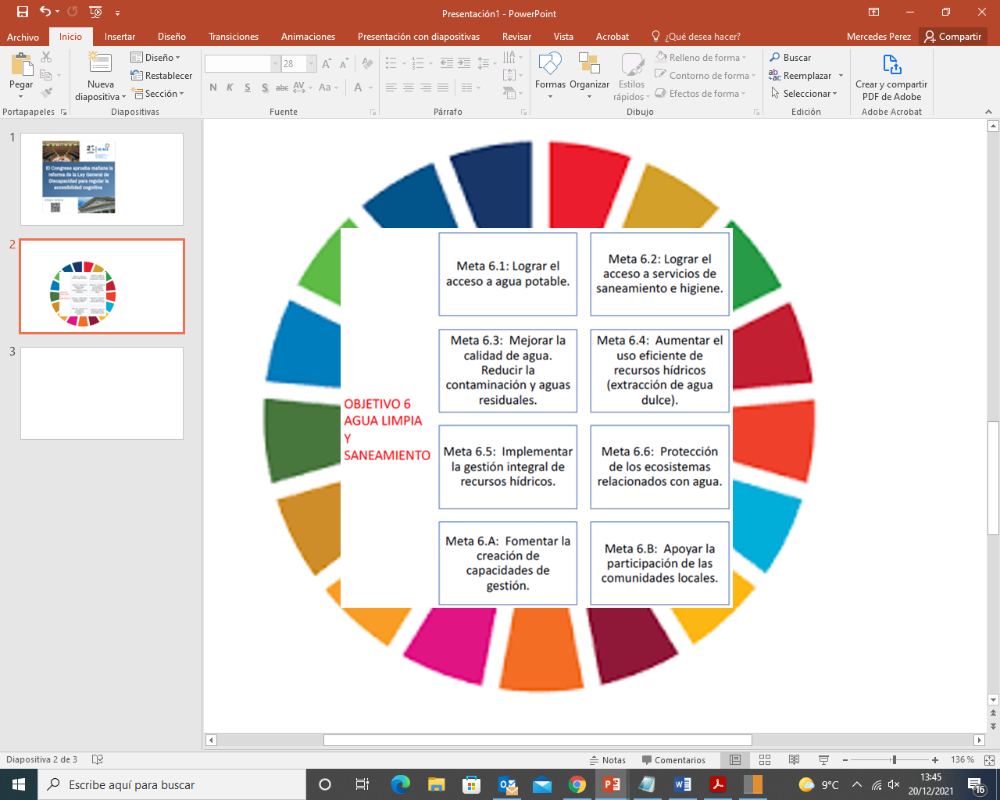 Presentación1 - PowerPoint
Archivo
Inicio
Insertar
Diseño
Transiciones
Animaciones
Presentación con diapositivas
Revisar
Vista
Acrobat
¿Qué desea hacer?
Mercedes Perez
Compartir
Pegar
Nueva
diapositiva
Diseño
Restablecer
Sección
28
N K S S abc AV Aa A
Formas
Organizar
Estilos
rápidos
Relleno de forma
Contorno de forma
Efectos de forma
Buscar
Reemplazar
Seleccionar
Crear y compartir
PDF de Adobe
Portapapeles
Diapositivas
Fuente
Párrafo
Dibujo
Edición
Adobe Acrobat
1
El Congreso aprueba mañana la
reforma de la Ley General de
Discapacidad para regular la
accesibilidad cognitiva
2
3
OBJETIVO 6
AGUA LIMPIA
Y
SANEAMIENTO
Meta 6.1: Lograr el
acceso a agua potable.
Meta 6.2: Lograr el
acceso a servicios de
saneamiento e higiene.
Meta 6.3: Mejorar la
calidad de agua.
Reducir la
contaminación y aguas
residuales.
Meta 6.4: Aumentar el
uso eficiente de
recursos hídricos
(extracción de agua
dulce).
Meta 6.5: Implementar
la gestión integral de
recursos hídricos.
Meta 6.6: Protección
de los ecosistemas
relacionados con agua.
Meta 6.A: Fomentar la
creación de
capacidades de
gestión.
Meta 6.B: Apoyar la
participación de las
comunidades locales.
Diapositiva 2 de 3
Notas
Comentarios
136 %
Escribe aquí para buscar
9°C
13:45
20/12/2021
16